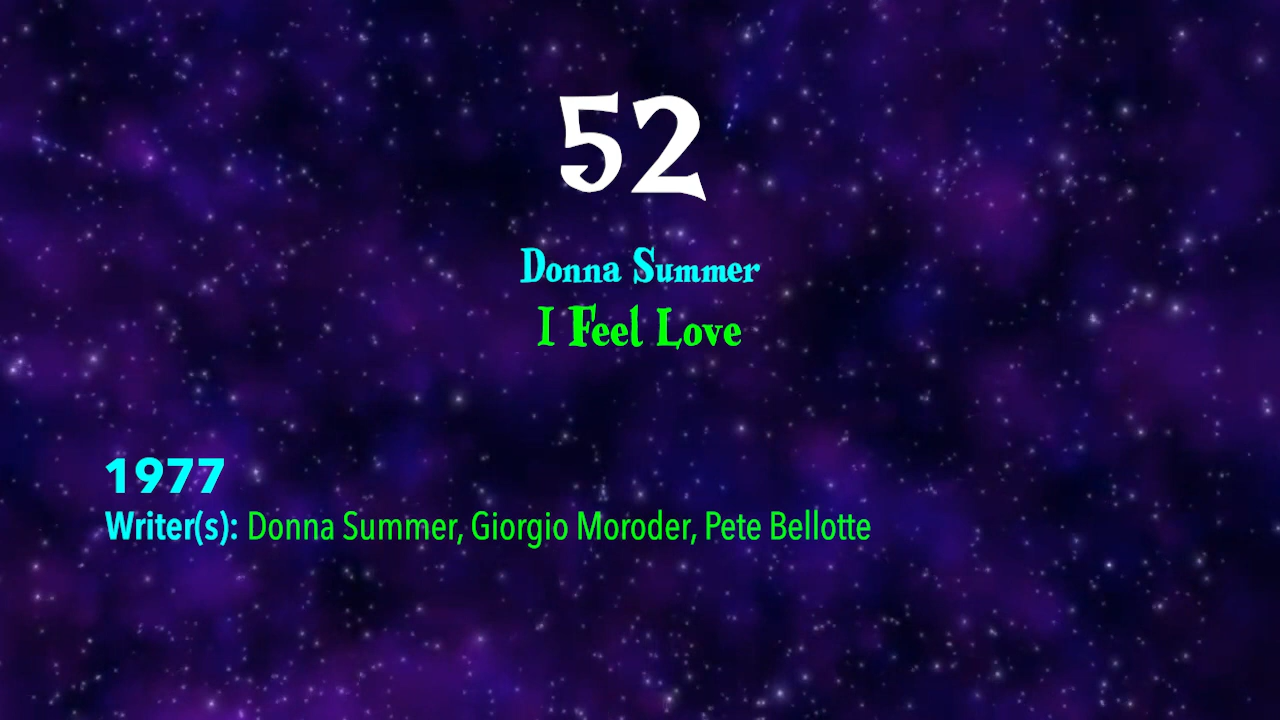 52
Donna Summer
I Feel Love
1977
Writer(s): Donna Summer, Giorgio Moroder, Pete Bellotte